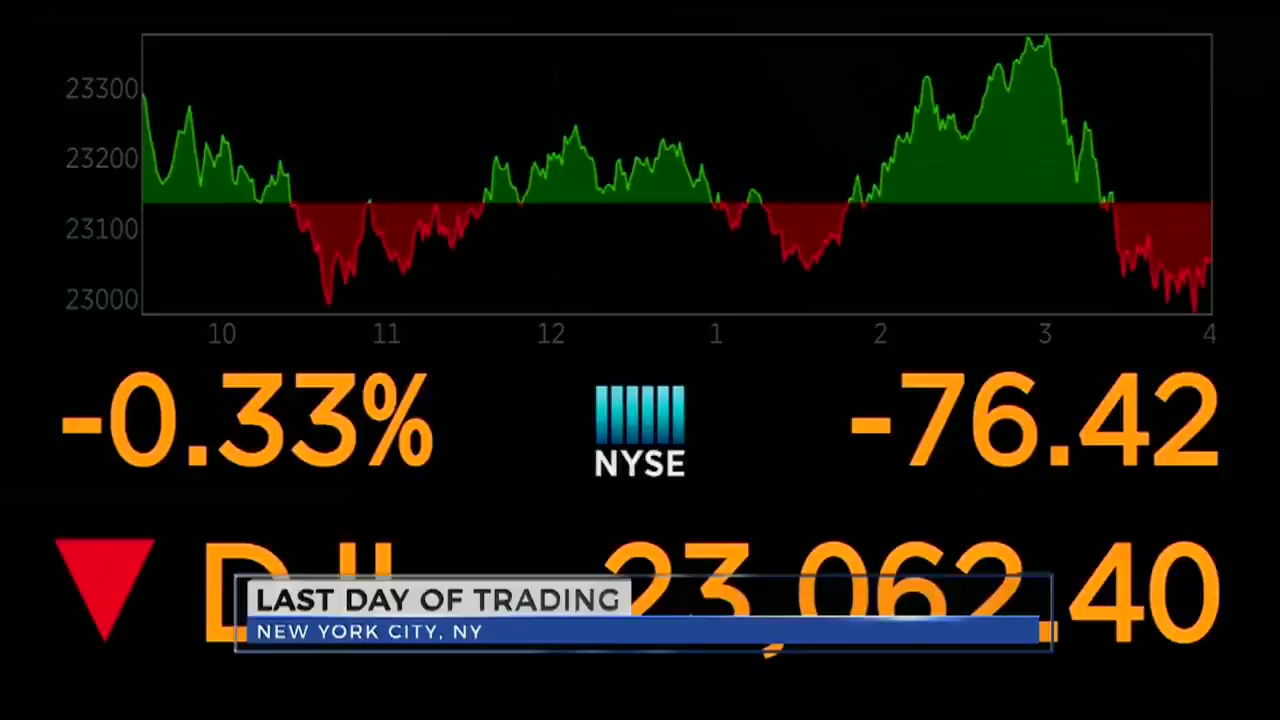 23300
23200
23100
23000
10 11 12 1 2 3 4
-0.33%
NYSE
-76.42
23,062.40
LAST DAY OF TRADING
NEW YORK CITY, NY